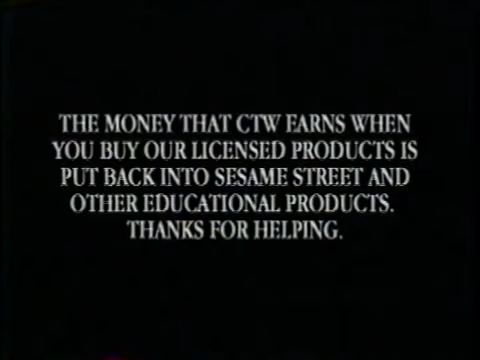 THE MONEY THAT CTW EARNS WHEN
YOU BUY OUR LICENSED PRODUCTS IS
PUT BACK INTO SESAME STREET AND
OTHER EDUCATIONAL PRODUCTS.
THANKS FOR HELPING.